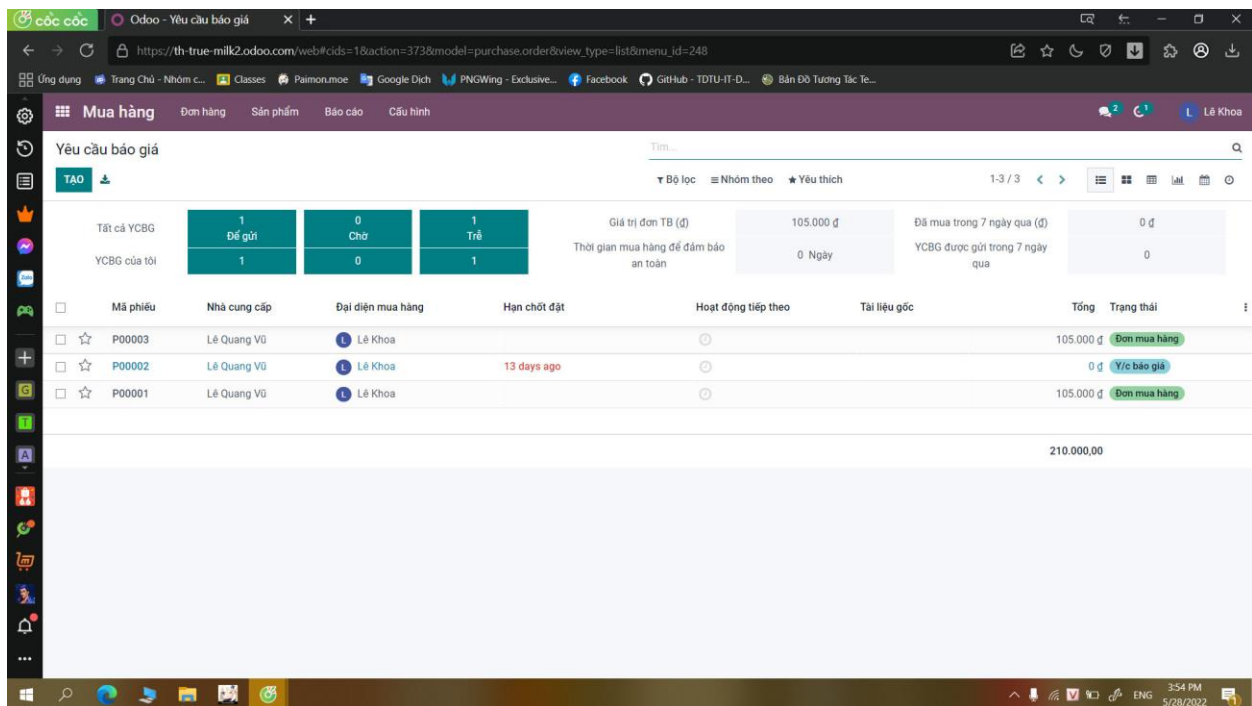 cốc cốc Odoo - Yêu cầu báo giá
https://th-true-milk2.odoo.com/web#cids=1&action=373&model=purchase.order&view_type=list&menu_id=248
Ứng dụng Trang Chủ - Nhóm c... Classes Paimon.moe Google Dịch PNGWing - Exclusive... Facebook GitHub - TDTU-IT-D... Bản Đồ Tương Tác Te...
Mua hàng Đơn hàng Sản phẩm Báo cáo Cấu hình 2 1 L Lê Khoa
Yêu cầu báo giá Tìm...
TẠO Bộ lọc Nhóm theo Yêu thích 1-3 / 3
Tất cả YCBG 1 Để gửi 0 Chờ 1 Trễ Giá trị đơn TB (₫) 105.000 ₫ Đã mua trong 7 ngày qua (₫) 0 ₫
YCBG của tôi 1 0 1 Thời gian mua hàng để đảm bảo an toàn 0 Ngày YCBG được gửi trong 7 ngày qua 0
Mã phiếu Nhà cung cấp Đại diện mua hàng Hạn chốt đặt Hoạt động tiếp theo Tài liệu gốc Tổng Trạng thái
P00003 Lê Quang Vũ L Lê Khoa 105.000 ₫ Đơn mua hàng
P00002 Lê Quang Vũ L Lê Khoa 13 days ago 0 ₫ Y/c báo giá
P00001 Lê Quang Vũ L Lê Khoa 105.000 ₫ Đơn mua hàng
210.000,00
G
T
A
ENG 3:54 PM
5/28/2022